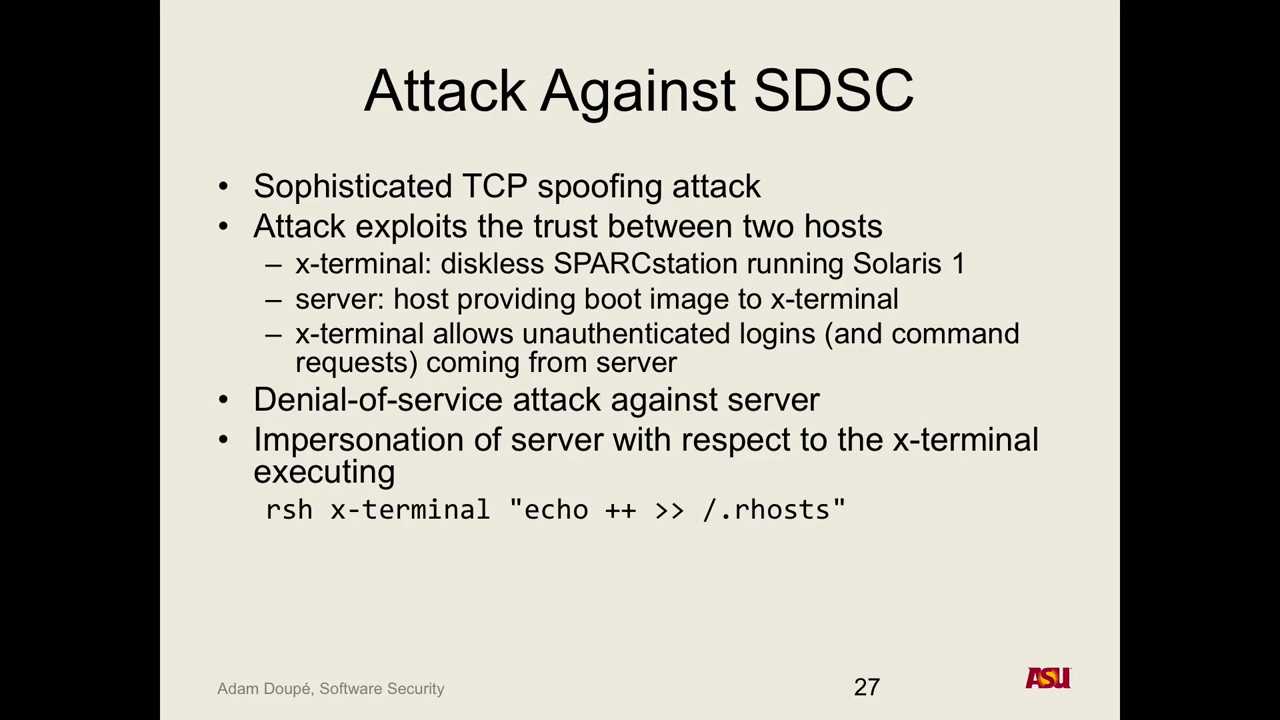 Attack Against SDSC
• Sophisticated TCP spoofing attack
• Attack exploits the trust between two hosts
– x-terminal: diskless SPARCstation running Solaris 1
– server: host providing boot image to x-terminal
– x-terminal allows unauthenticated logins (and command
requests) coming from server
• Denial-of-service attack against server
• Impersonation of server with respect to the x-terminal
executing
rsh x-terminal "echo ++ >> /.rhosts"
Adam Doupé, Software Security
27
ASU